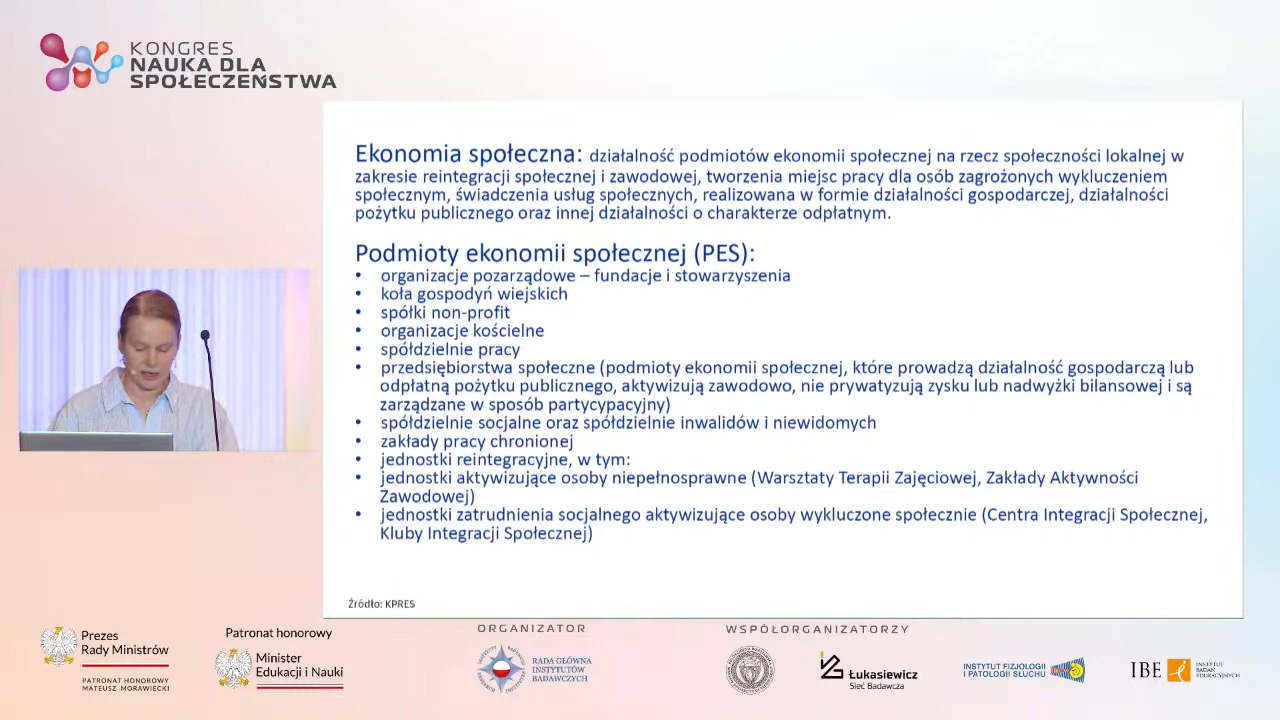 KONGRES
NAUKA DLA
SPOŁECZEŃSTWA
Ekonomia społeczna: działalność podmiotów ekonomii społecznej na rzecz społeczności lokalnej w
zakresie reintegracji społecznej i zawodowej, tworzenia miejsc pracy dla osób zagrożonych wykluczeniem
społecznym, świadczenia usług społecznych, realizowana w formie działalności gospodarczej, działalności
pożytku publicznego oraz innej działalności o charakterze odpłatnym.
Podmioty ekonomii społecznej (PES):
• organizacje pozarządowe – fundacje i stowarzyszenia
• koła gospodyń wiejskich
• spółki non-profit
• organizacje kościelne
• spółdzielnie pracy
• przedsiębiorstwa społeczne (podmioty ekonomii społecznej, które prowadzą działalność gospodarczą lub
odpłatną pożytku publicznego, aktywizują zawodowo, nie prywatyzują zysku lub nadwyżki bilansowej i są
zarządzane w sposób partycypacyjny)
• spółdzielnie socjalne oraz spółdzielnie inwalidów i niewidomych
• zakłady pracy chronionej
• jednostki reintegracyjne, w tym:
• jednostki aktywizujące osoby niepełnosprawne (Warsztaty Terapii Zajęciowej, Zakłady Aktywności
Zawodowej)
• jednostki zatrudnienia socjalnego aktywizujące osoby wykluczone społecznie (Centra Integracji Społecznej,
Kluby Integracji Społecznej)
Źródło: KPRES
Prezes
Rady Ministrów
PATRONAT HONOROWY
MATEUSZ MORAWIECKI
Patronat honorowy
Minister
Edukacji i Nauki
ORGANIZATOR
RADA GŁÓWNA
INSTYTUTÓW
BADAWCZYCH
WSPÓŁORGANIZATORZY
Łukasiewicz
Sieć Badawcza
INSTYTUT FIZJOLOGII
I PATOLOGII SŁUCHU
IBE
INSTYTUT
BADAŃ
EDUKACYJNYCH